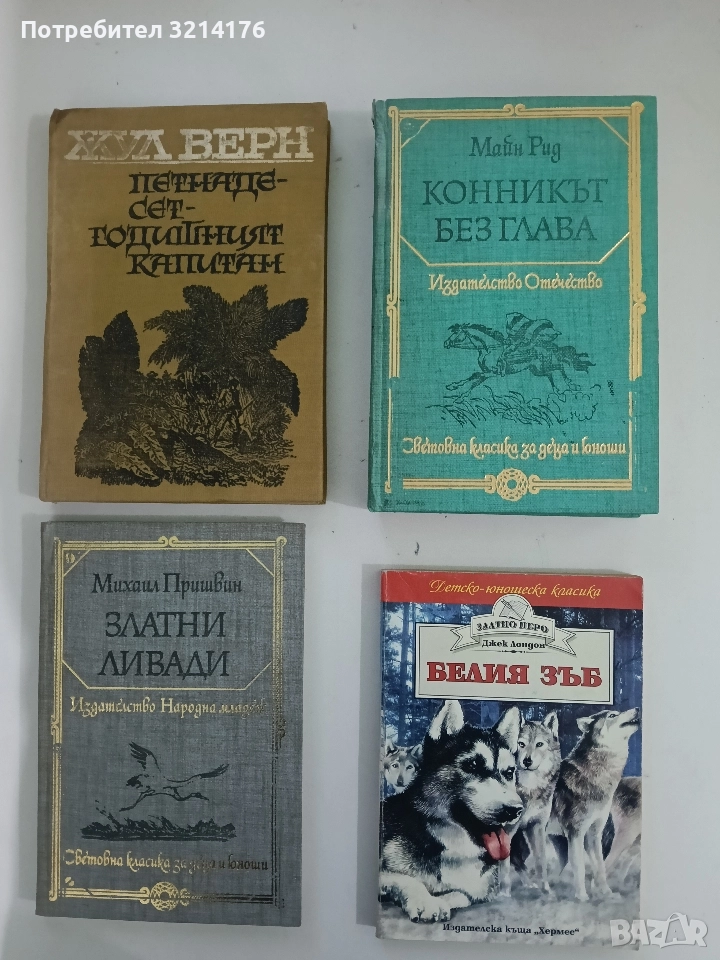 Потребител 3214176
ЖУЛ ВЕРН
ПЕТНАДЕ-
СЕТ-
ГОДИШНИЯТ
КАПИТАН
Майн Рид
КОННИКЪТ
БЕЗ ГЛАВА
Издателство Отечество
Световна класика за деца и юноши
Михаил Пришвин
ЗЛАТНИ
ЛИВАДИ
Издателство Народна младеж
Световна класика за деца и юноши
Детско-юношеска класика
ЗЛАТНО ПЕРО
Джек Лондон
БЕЛИЯ ЗЪБ
Издателска къща „Хермес“
BAZAR